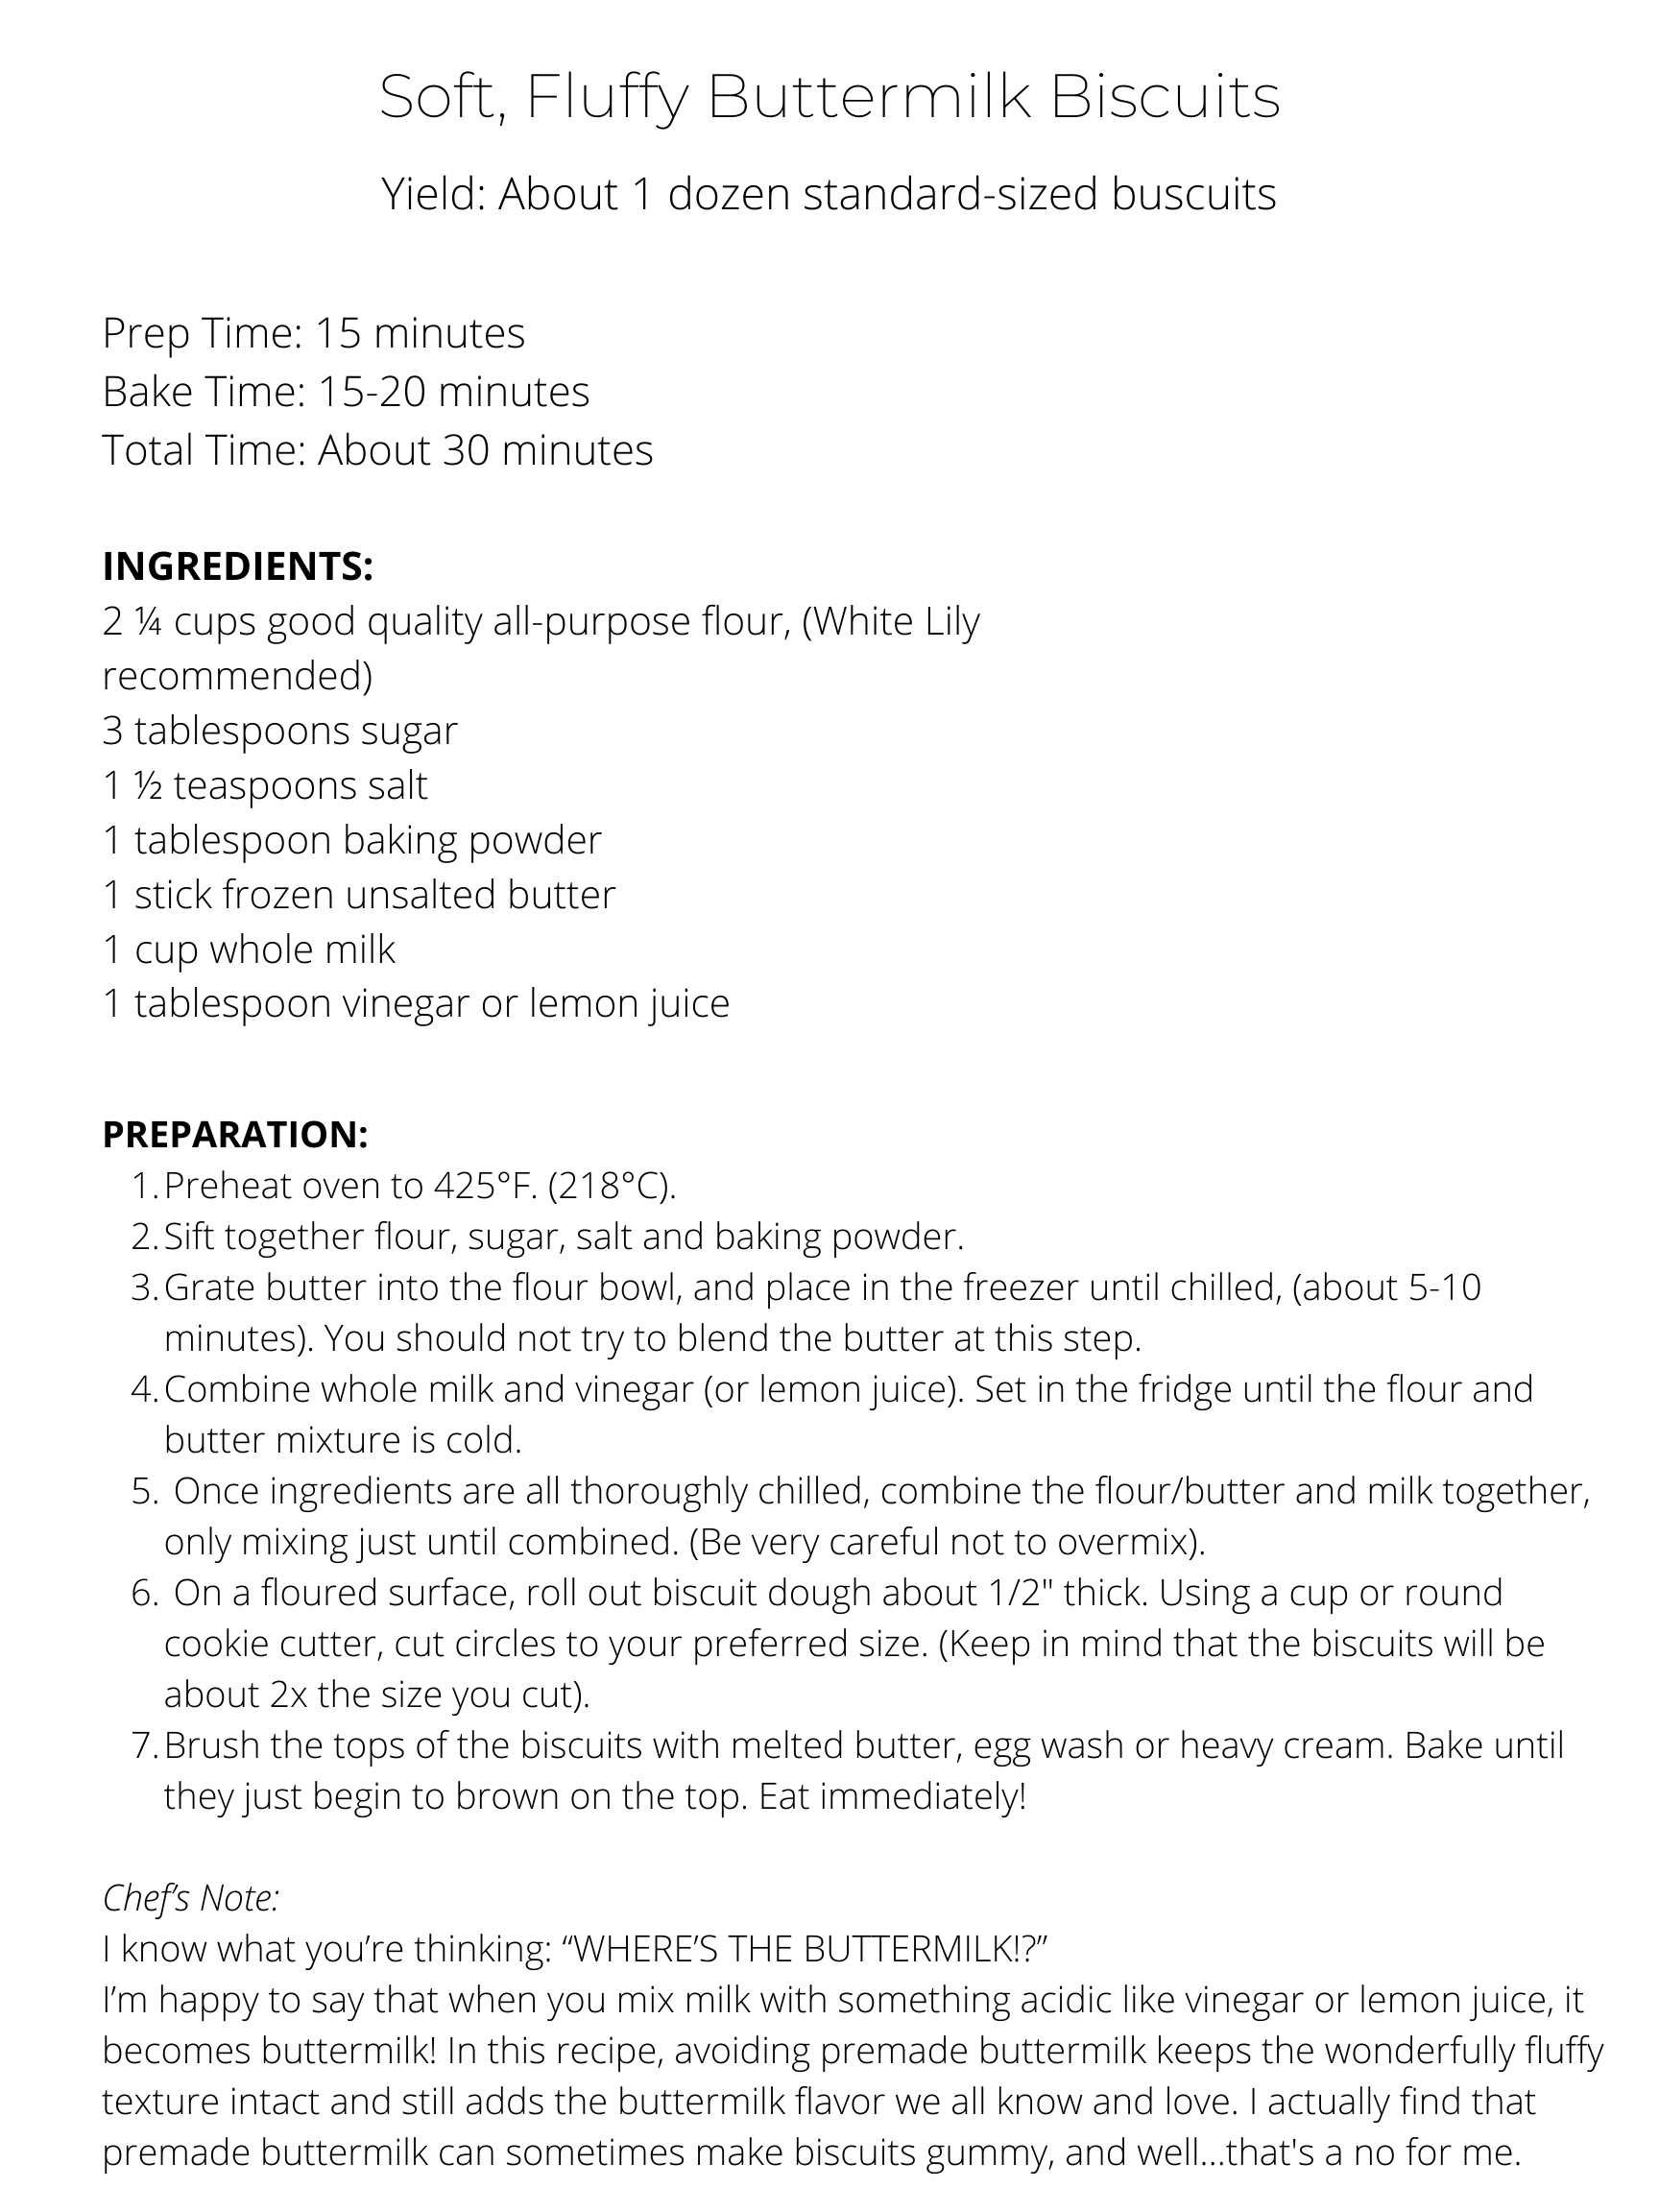 Soft, Fluffy Buttermilk Biscuits
Yield: About 1 dozen standard-sized buscuits
Prep Time: 15 minutes
Bake Time: 15-20 minutes
Total Time: About 30 minutes
INGREDIENTS:
2 ¼ cups good quality all-purpose flour, (White Lily
recommended)
3 tablespoons sugar
1 ½ teaspoons salt
1 tablespoon baking powder
1 stick frozen unsalted butter
1 cup whole milk
1 tablespoon vinegar or lemon juice
PREPARATION:
1. Preheat oven to 425°F. (218°C).
2. Sift together flour, sugar, salt and baking powder.
3. Grate butter into the flour bowl, and place in the freezer until chilled, (about 5-10
minutes). You should not try to blend the butter at this step.
4. Combine whole milk and vinegar (or lemon juice). Set in the fridge until the flour and
butter mixture is cold.
5. Once ingredients are all thoroughly chilled, combine the flour/butter and milk together,
only mixing just until combined. (Be very careful not to overmix).
6. On a floured surface, roll out biscuit dough about 1/2" thick. Using a cup or round
cookie cutter, cut circles to your preferred size. (Keep in mind that the biscuits will be
about 2x the size you cut).
7. Brush the tops of the biscuits with melted butter, egg wash or heavy cream. Bake until
they just begin to brown on the top. Eat immediately!
Chef’s Note:
I know what you’re thinking: “WHERE’S THE BUTTERMILK!?”
I’m happy to say that when you mix milk with something acidic like vinegar or lemon juice, it
becomes buttermilk! In this recipe, avoiding premade buttermilk keeps the wonderfully fluffy
texture intact and still adds the buttermilk flavor we all know and love. I actually find that
premade buttermilk can sometimes make biscuits gummy, and well...that's a no for me.